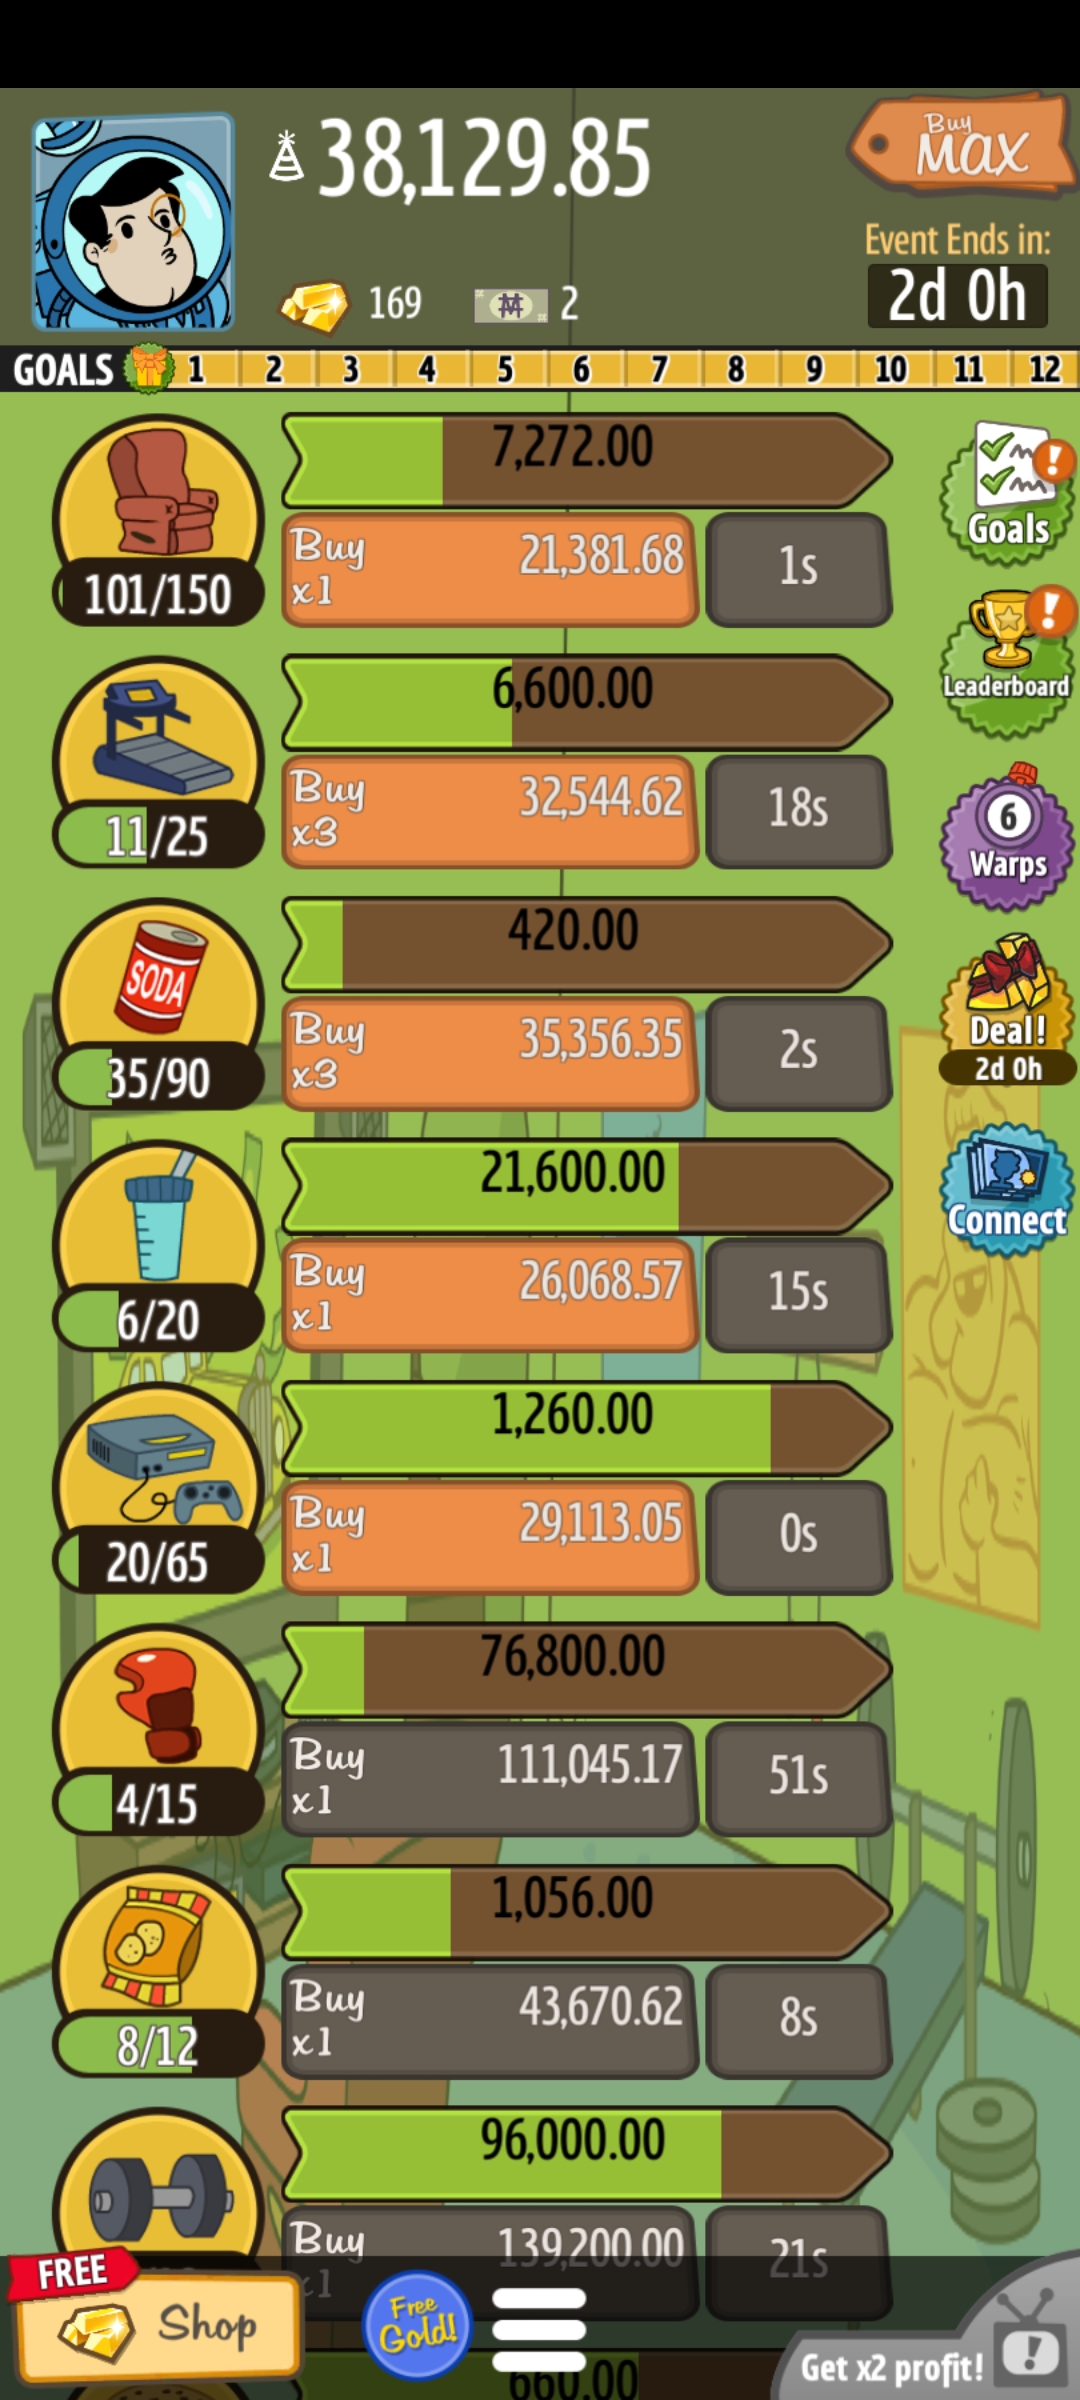 38,129.85
Buy
MAX
169
2
Event Ends in:
2d 0h
GOALS 1 2 3 4 5 6 7 8 9 10 11 12
7,272.00
Buy
x1
21,381.68
1s
101/150
Goals
6,600.00
Buy
x3
32,544.62
18s
11/25
Leaderboard
420.00
Buy
x3
35,356.35
2s
35/90
6
Warps
21,600.00
Buy
x1
26,068.57
15s
6/20
SODA
Deal!
2d 0h
1,260.00
Buy
x1
29,113.05
0s
20/65
Connect
76,800.00
Buy
x1
111,045.17
51s
4/15
1,056.00
Buy
x1
43,670.62
8s
8/12
96,000.00
Buy
x1
139,200.00
21s
FREE
Shop
Free
Gold!
660.00
Get x2 profit!